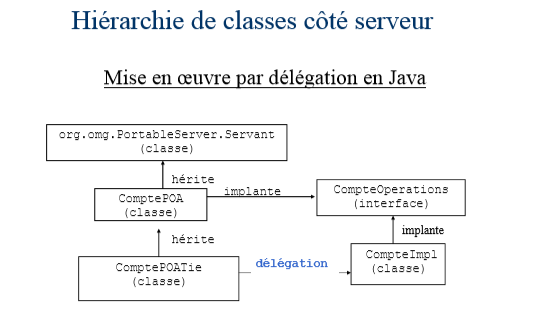 Hiérarchie de classes côté serveur
Mise en œuvre par délégation en Java
org.omg.PortableServer.Servant
(classe)
hérite
ComptePOA
(classe)
implante
CompteOperations
(interface)
hérite
implante
ComptePOATie
(classe)
délégation
CompteImpl
(classe)